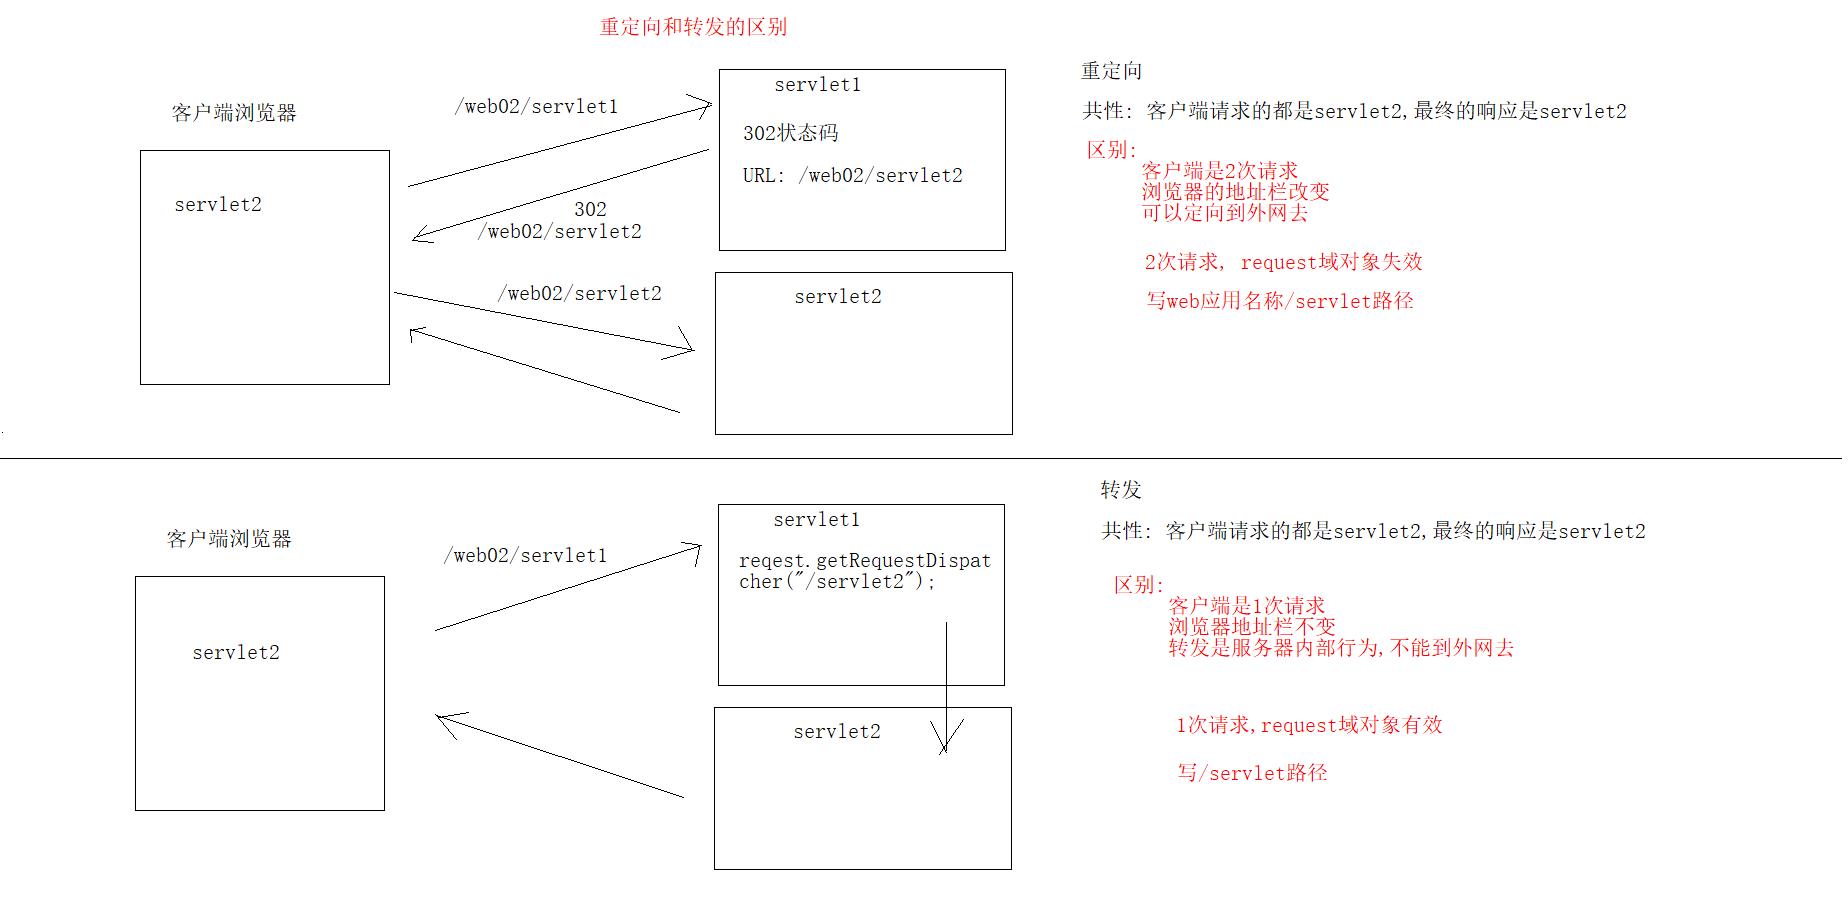 重定向和转发的区别
客户端浏览器
servlet2
/web02/servlet1
302
/web02/servlet2
/web02/servlet2
servlet1
302状态码
URL: /web02/servlet2
servlet2
重定向
共性: 客户端请求的都是servlet2,最终的响应是servlet2
区别:
客户端是2次请求
浏览器的地址栏改变
可以定向到外网去
2次请求, request域对象失效
写web应用名称/servlet路径
客户端浏览器
servlet2
/web02/servlet1
servlet1
reqest.getRequestDispat
cher("/servlet2");
servlet2
转发
共性: 客户端请求的都是servlet2,最终的响应是servlet2
区别:
客户端是1次请求
浏览器地址栏不变
转发是服务器内部行为,不能到外网去
1次请求,request域对象有效
写/servlet路径